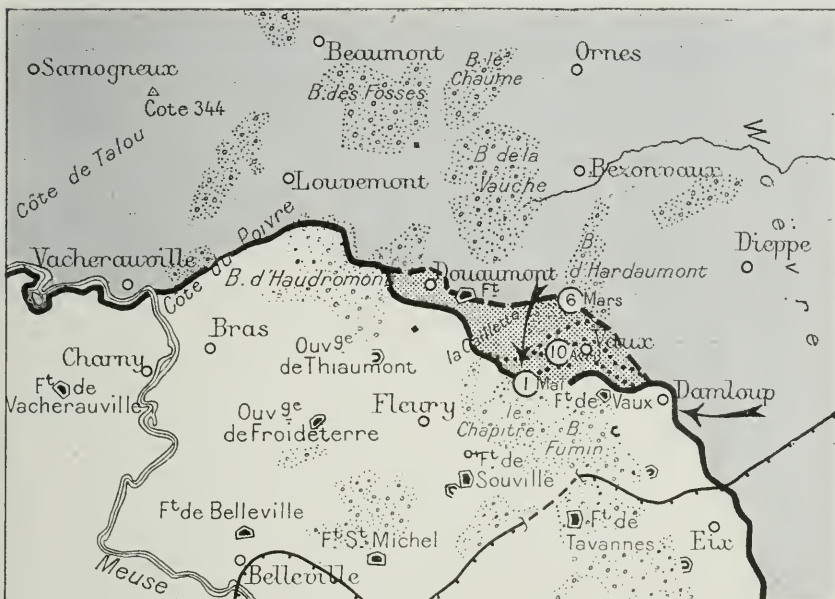 Samogneux
Beaumont
Ornes
B. le
Chaume
Cote 344
B. des Fosses
Côte de Talou
B de la
Vauche
Bezonvaux
Woëvre
Louvemont
Dieppe
Côte du Poivre
Vacherauville
B. d'Haudromont
Douaumont
Ft
B.
d'Hardaumont
6 Mars
la Caillette
Bras
Ouvge
de Thiaumont
10
Vaux
Charny
1 Mai
Ft de
Vacherauville
Ft de
Vaux
Damloup
Ouvge
de Froideterre
Fleury
le
Chapitre
B.
Fumin
Ft de
Souville
Ft de Belleville
Ft St Michel
Ft de
Tavannes
Eix
Meuse
Belleville